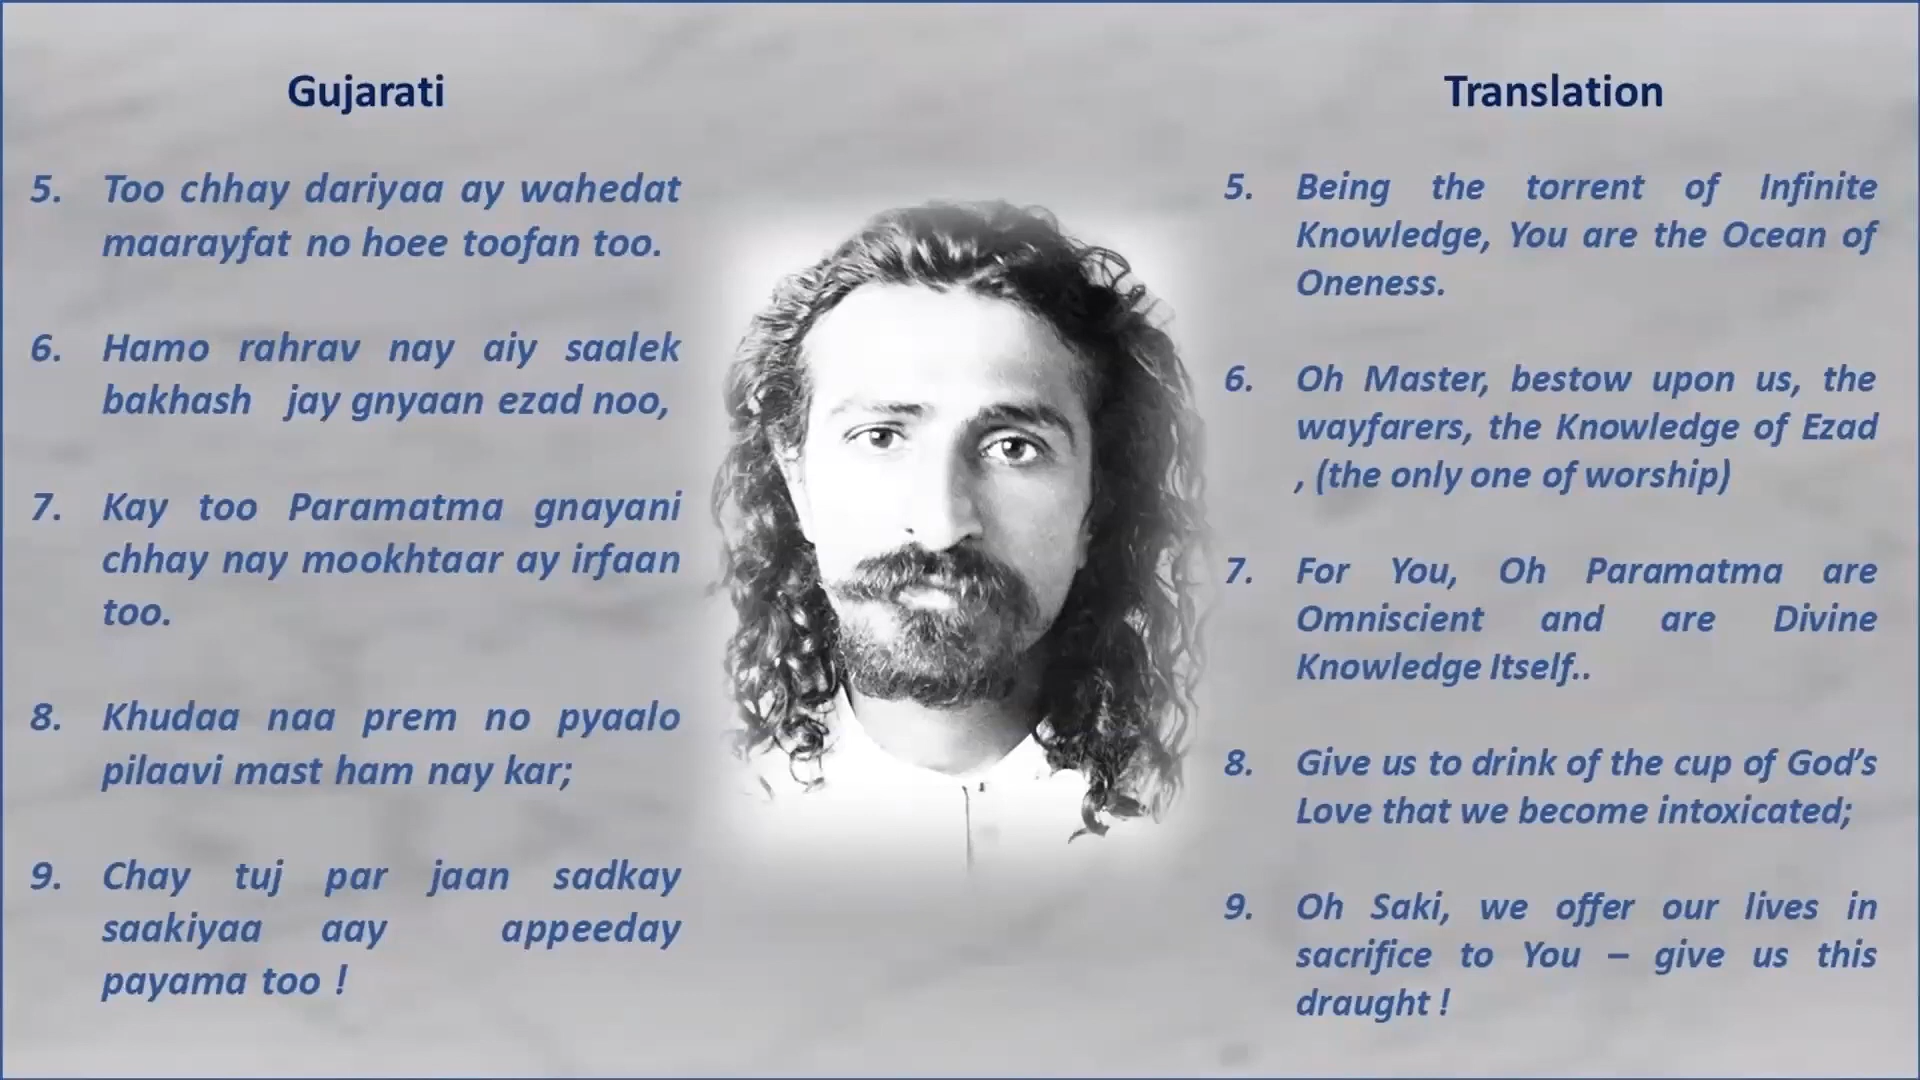 Gujarati
5. Too chhay dariyaa ay wahedat
maarayfat no hoee toofan too.
6. Hamo rahrav nay aiy saalek
bakhash jay gnyaan ezad noo,
7. Kay too Paramatma gnayani
chhay nay mookhtaar ay irfaan
too.
8. Khudaa naa prem no pyaalo
pilaavi mast ham nay kar;
9. Chay tuj par jaan sadkay
saakiyaa aay appeeday
payama too !
Translation
5. Being the torrent of Infinite
Knowledge, You are the Ocean of
Oneness.
6. Oh Master, bestow upon us, the
wayfarers, the Knowledge of Ezad
, (the only one of worship)
7. For You, Oh Paramatma are
Omniscient and are Divine
Knowledge Itself..
8. Give us to drink of the cup of God’s
Love that we become intoxicated;
9. Oh Saki, we offer our lives in
sacrifice to You – give us this
draught !